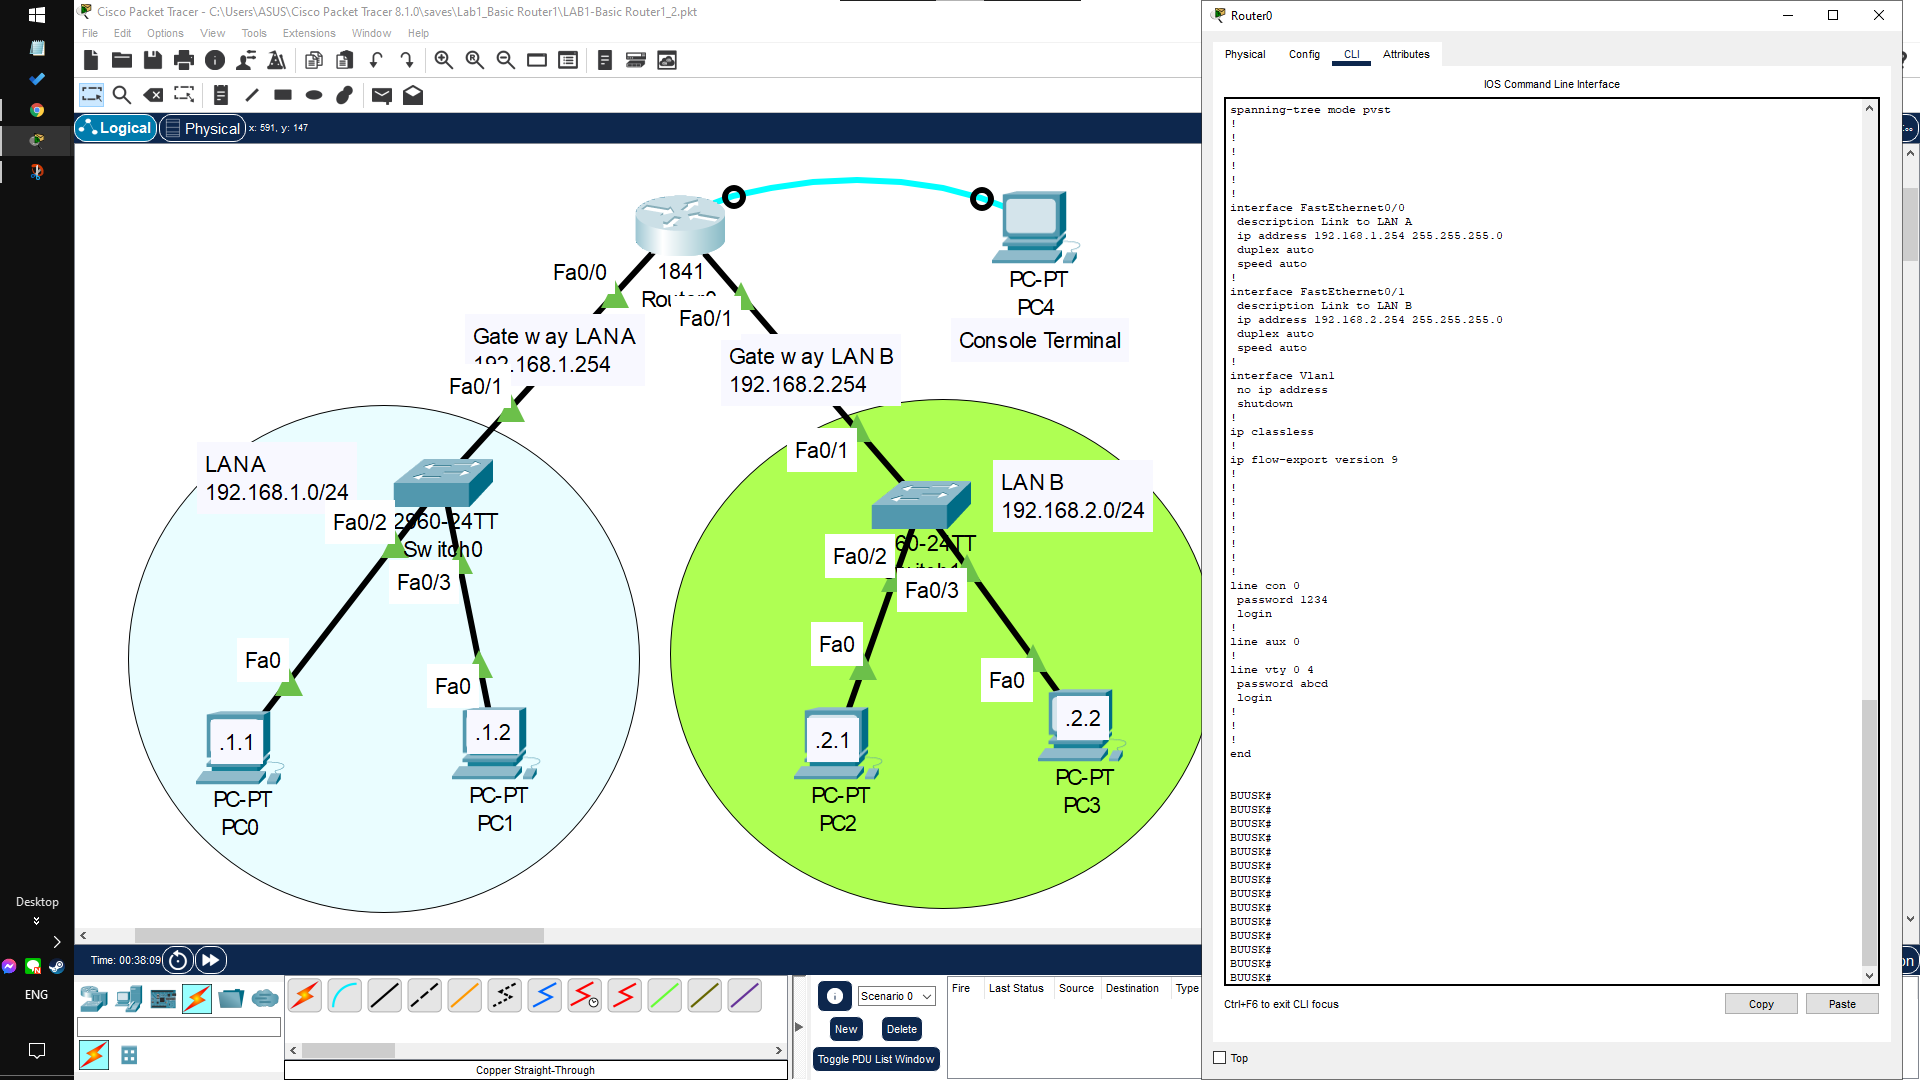 Cisco Packet Tracer - C:\Users\ASUS\Cisco Packet Tracer 8.1.0\saves\Lab1_Basic Router1\LAB1-Basic Router1_2.pkt
File Edit Options View Tools Extensions Window Help
Logical
Physical
x: 591, y: 147
Fa0/0
1841
Fa0/1
Gate w ay LAN A
192.168.1.254
Fa0/1
Gate w ay LAN B
192.168.2.254
PC-PT
PC4
Console Terminal
LAN A
192.168.1.0/24
Fa0/2
2960-24TT
Sw itch0
Fa0/3
Fa0
Fa0
.1.1
.1.2
PC-PT
PC0
PC-PT
PC1
Fa0/1
LAN B
192.168.2.0/24
Fa0/2
60-24TT
Fa0/3
Fa0
Fa0
.2.1
.2.2
PC-PT
PC2
PC-PT
PC3
Desktop
ENG
Time: 00:38:09
Copper Straight-Through
Scenario 0
New
Delete
Toggle PDU List Window
Fire Last Status Source Destination Type
Router0
Physical Config CLI Attributes
IOS Command Line Interface
spanning-tree mode pvst
!
!
!
!
!
!
interface FastEthernet0/0
description Link to LAN A
ip address 192.168.1.254 255.255.255.0
duplex auto
speed auto
!
interface FastEthernet0/1
description Link to LAN B
ip address 192.168.2.254 255.255.255.0
duplex auto
speed auto
!
interface Vlan1
no ip address
shutdown
!
ip classless
!
ip flow-export version 9
!
!
!
!
!
!
!
!
line con 0
password 1234
login
!
line aux 0
!
line vty 0 4
password abcd
login
!
!
!
end
BUUSK#
BUUSK#
BUUSK#
BUUSK#
BUUSK#
BUUSK#
BUUSK#
BUUSK#
BUUSK#
BUUSK#
BUUSK#
BUUSK#
BUUSK#
BUUSK#
Ctrl+F6 to exit CLI focus
Copy
Paste
Top